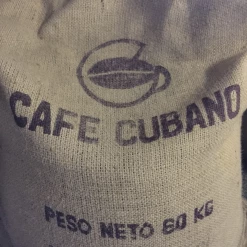 CAFE CUBANO
PESO NETO 60 KG